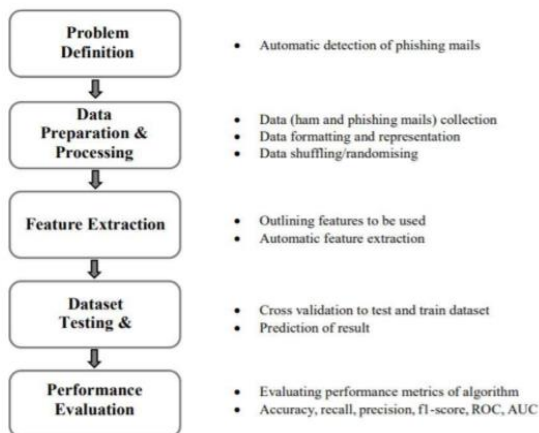 Problem
Definition
• Automatic detection of phishing mails
Data
Preparation &
Processing
• Data (ham and phishing mails) collection
• Data formatting and representation
• Data shuffling/randomising
Feature Extraction
• Outlining features to be used
• Automatic feature extraction
Dataset
Testing &
• Cross validation to test and train dataset
• Prediction of result
Performance
Evaluation
• Evaluating performance metrics of algorithm
• Accuracy, recall, precision, f1-score, ROC, AUC